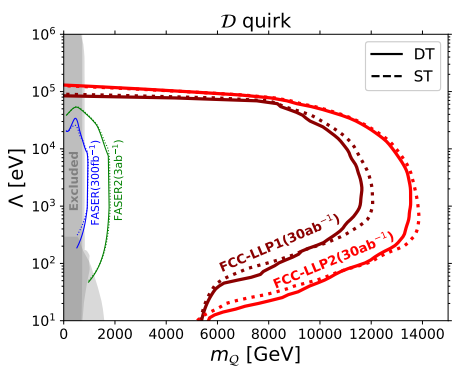 𝒟 quirk
Λ [eV]
10⁶
10⁵
10⁴
10³
10²
10¹
DT
ST
Excluded
FASER(300fb⁻¹)
FASER2(3ab⁻¹)
FCC-LLP1(30ab⁻¹)
FCC-LLP2(30ab⁻¹)
0 2000 4000 6000 8000 10000 12000 14000
m_𝒬 [GeV]